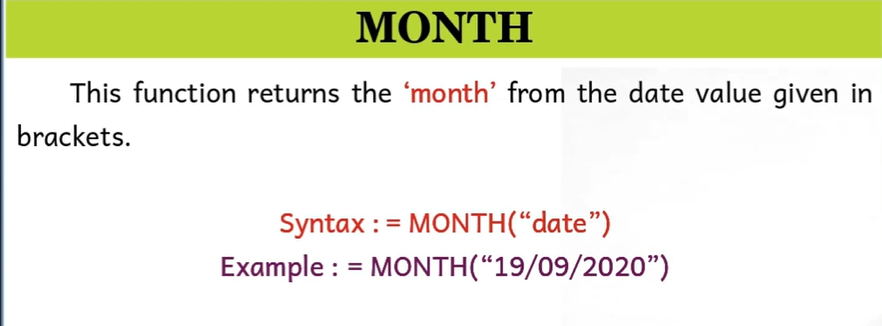 MONTH
This function returns the ‘month’ from the date value given in
brackets.
Syntax : = MONTH(“date”)
Example : = MONTH(“19/09/2020”)